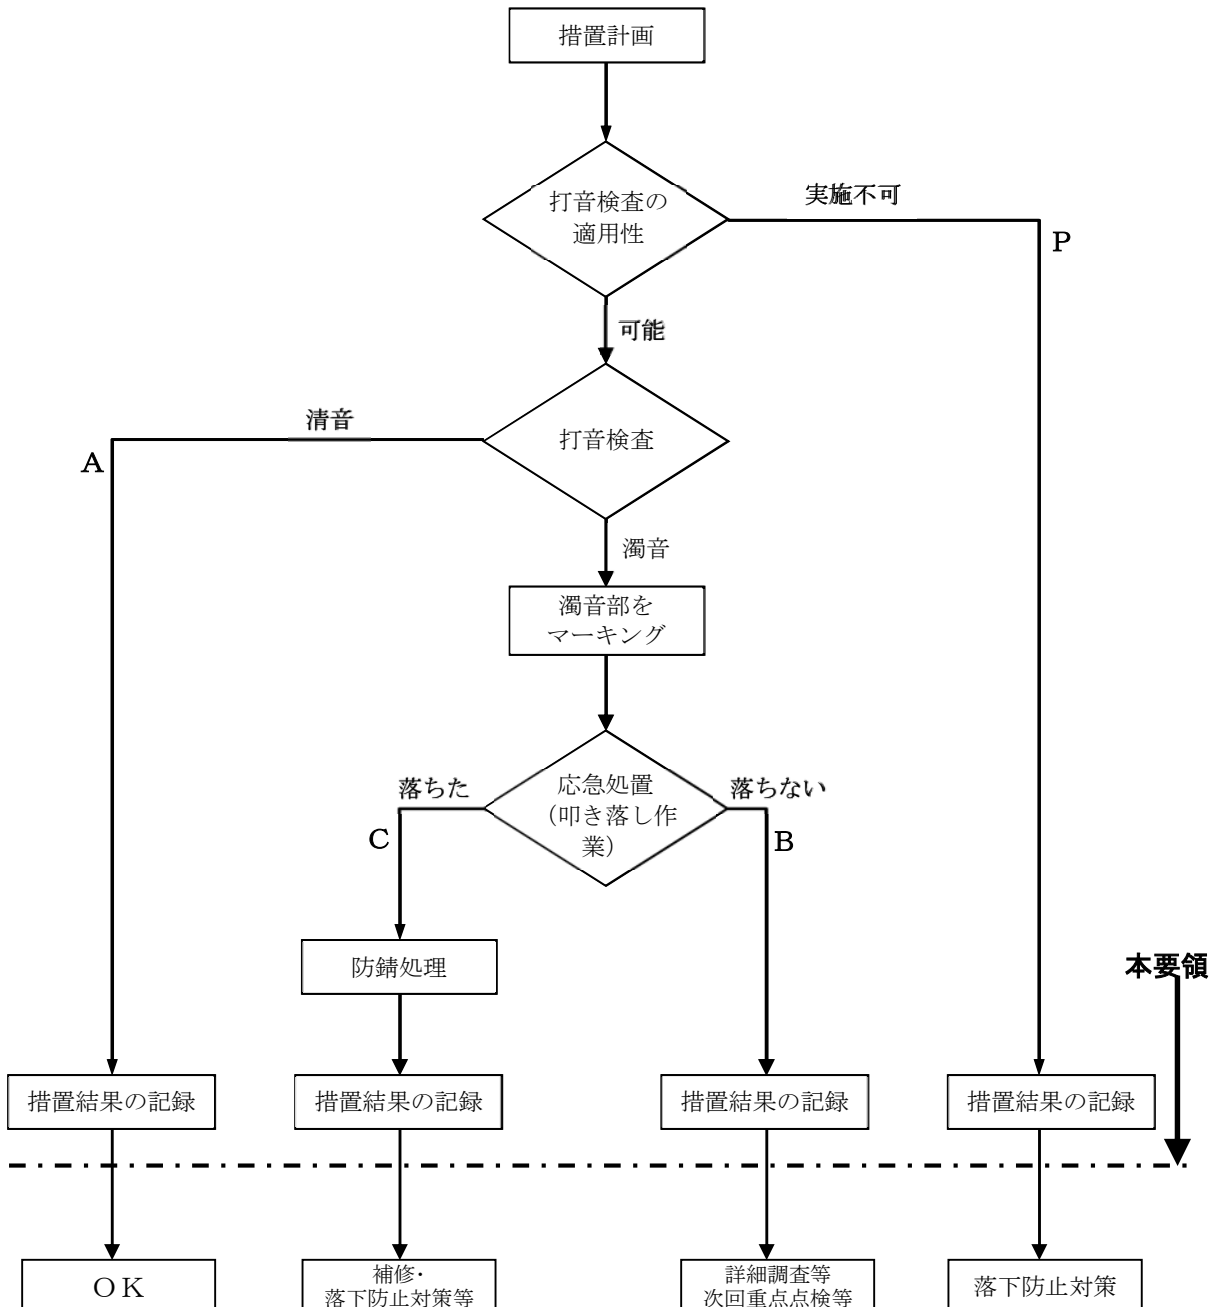 措置計画
打音検査の
適用性
実施不可
P
可能
清音
A
打音検査
濁音
濁音部を
マーキング
落ちた
応急処置
（叩き落し作
業）
落ちない
C
B
防錆処理
本要領
措置結果の記録
措置結果の記録
措置結果の記録
措置結果の記録
ＯＫ
補修・
落下防止対策等
詳細調査等
次回重点点検等
落下防止対策